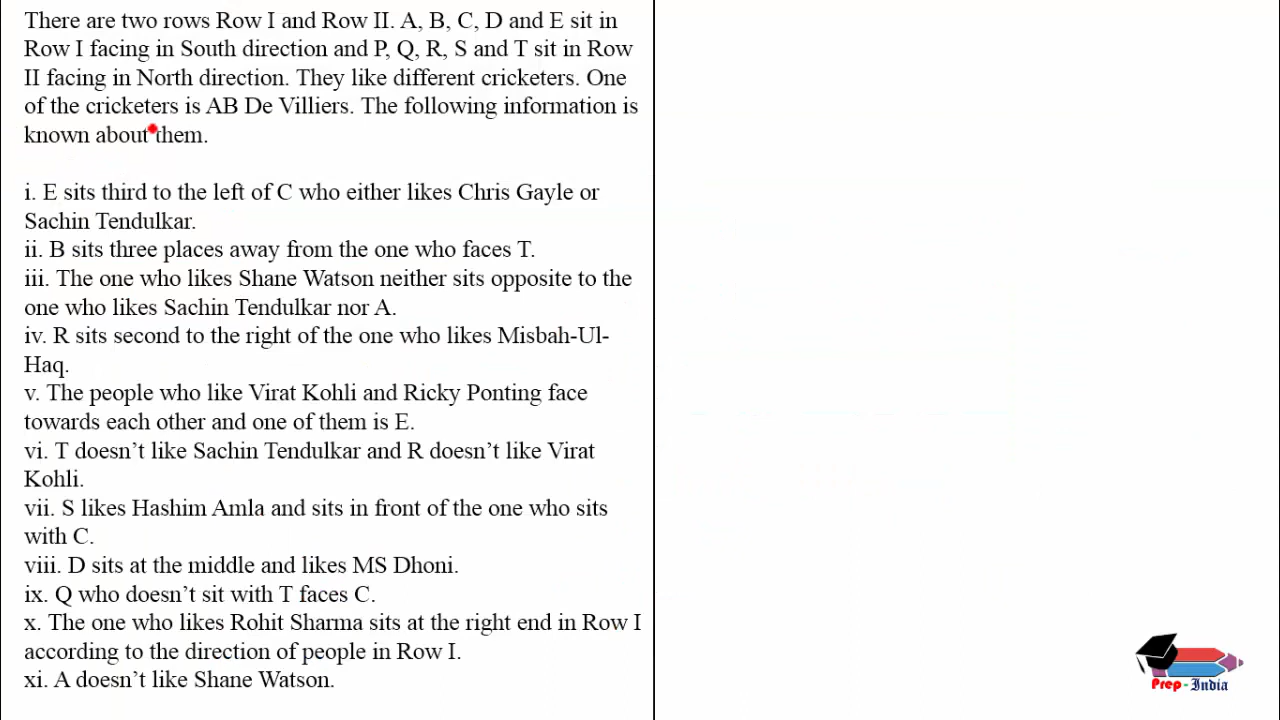 There are two rows Row I and Row II. A, B, C, D and E sit in
Row I facing in South direction and P, Q, R, S and T sit in Row
II facing in North direction. They like different cricketers. One
of the cricketers is AB De Villiers. The following information is
known about them.
i. E sits third to the left of C who either likes Chris Gayle or
Sachin Tendulkar.
ii. B sits three places away from the one who faces T.
iii. The one who likes Shane Watson neither sits opposite to the
one who likes Sachin Tendulkar nor A.
iv. R sits second to the right of the one who likes Misbah-Ul-
Haq.
v. The people who like Virat Kohli and Ricky Ponting face
towards each other and one of them is E.
vi. T doesn’t like Sachin Tendulkar and R doesn’t like Virat
Kohli.
vii. S likes Hashim Amla and sits in front of the one who sits
with C.
viii. D sits at the middle and likes MS Dhoni.
ix. Q who doesn’t sit with T faces C.
x. The one who likes Rohit Sharma sits at the right end in Row I
according to the direction of people in Row I.
xi. A doesn’t like Shane Watson.
Prep - India